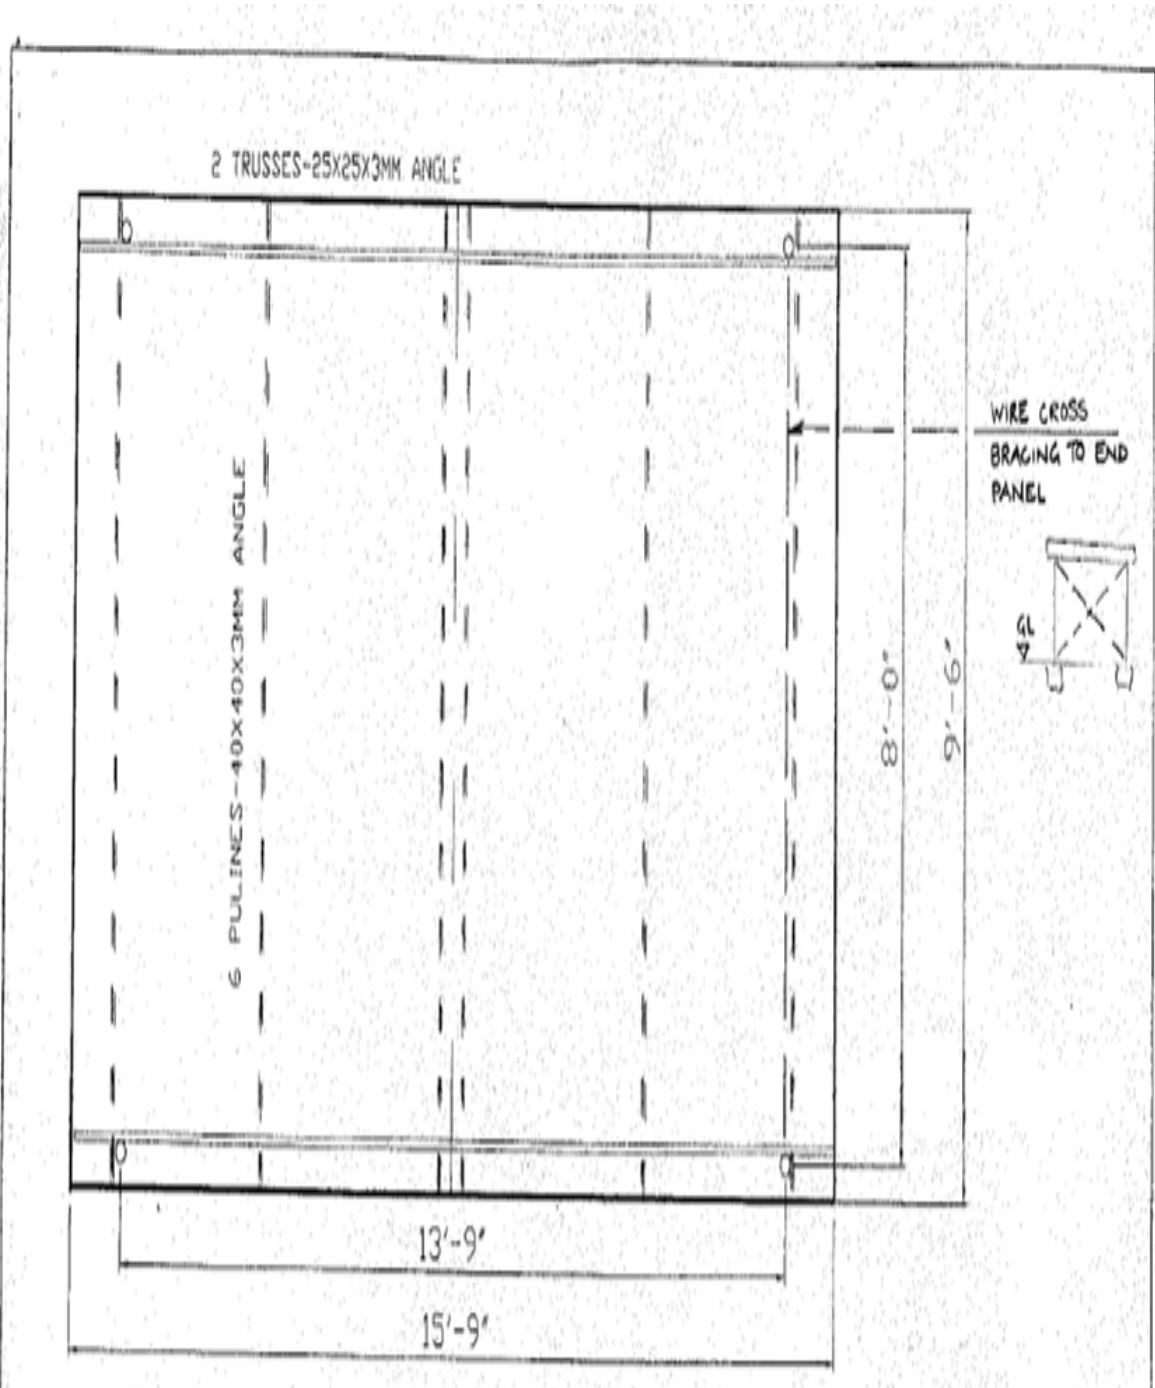 2 TRUSSES-25X25X3MM ANGLE
6 PULINES-40X40X3MM ANGLE
WIRE CROSS
BRACING TO END
PANEL
GL
8'-0"
9'-6"
13'-9"
15'-9"